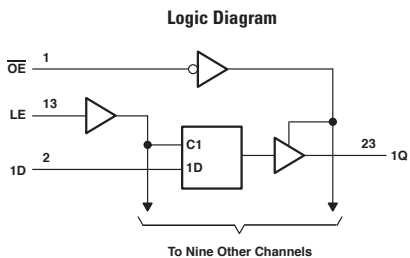 Logic Diagram
OE 1
LE 13
C1
1D 2
1D
23 1Q
To Nine Other Channels